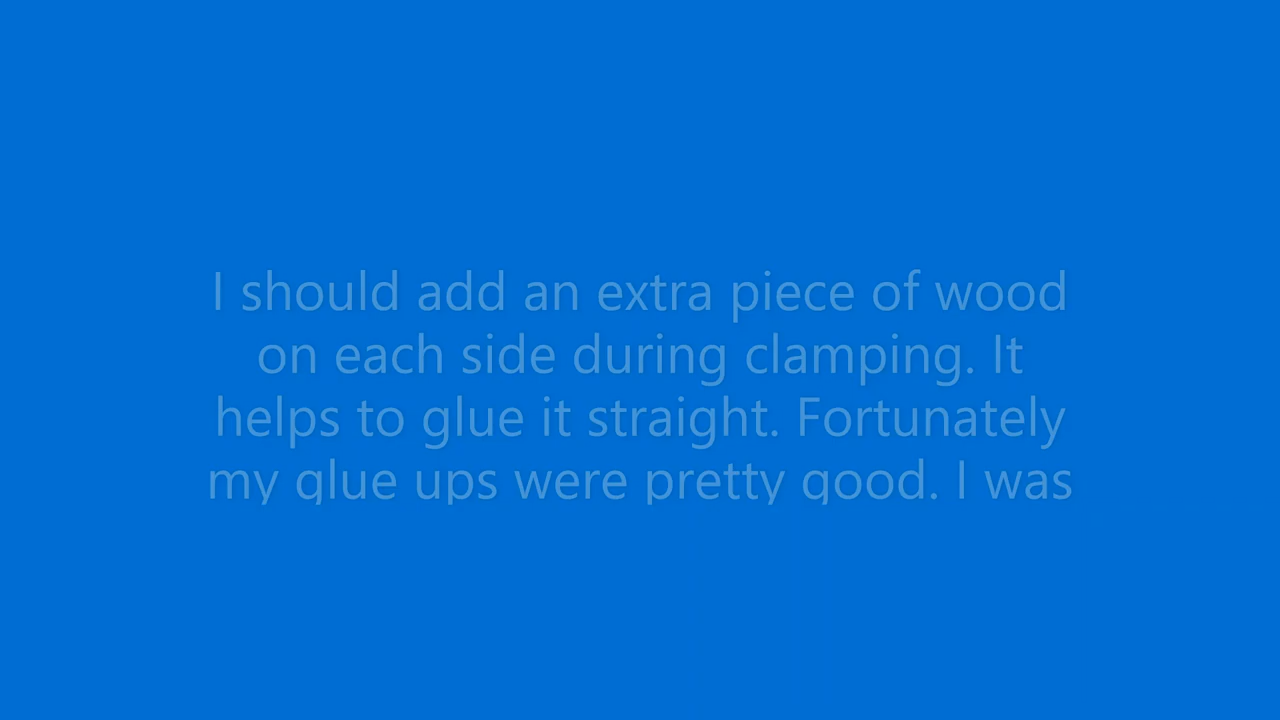 I should add an extra piece of wood
on each side during clamping. It
helps to glue it straight. Fortunately
my glue ups were pretty good. I was